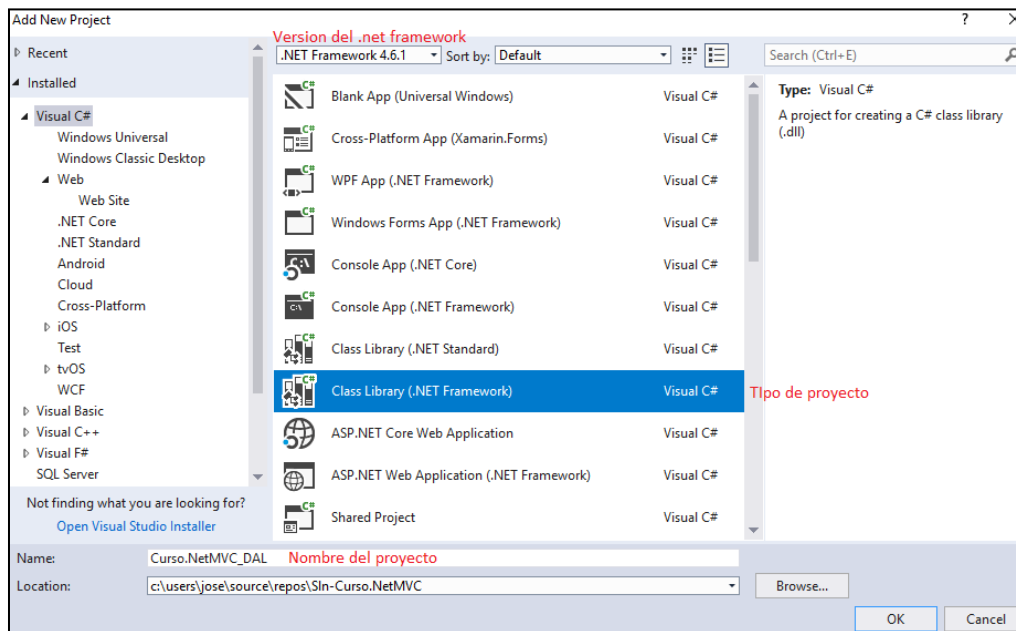 Add New Project
?
Version del .net framework
Recent
.NET Framework 4.6.1
Sort by:
Default
Search (Ctrl+E)
Installed
Visual C#
Windows Universal
Windows Classic Desktop
Web
Web Site
.NET Core
.NET Standard
Android
Cloud
Cross-Platform
iOS
Test
tvOS
WCF
Visual Basic
Visual C++
Visual F#
SQL Server
Not finding what you are looking for?
Open Visual Studio Installer
Blank App (Universal Windows) Visual C#
Cross-Platform App (Xamarin.Forms) Visual C#
WPF App (.NET Framework) Visual C#
Windows Forms App (.NET Framework) Visual C#
Console App (.NET Core) Visual C#
Console App (.NET Framework) Visual C#
Class Library (.NET Standard) Visual C#
Class Library (.NET Framework) Visual C#
TIpo de proyecto
ASP.NET Core Web Application Visual C#
ASP.NET Web Application (.NET Framework) Visual C#
Shared Project Visual C#
Type: Visual C#
A project for creating a C# class library
(.dll)
Name: Curso.NetMVC_DAL Nombre del proyecto
Location: c:\users\jose\source\repos\Sln-Curso.NetMVC Browse...
OK Cancel